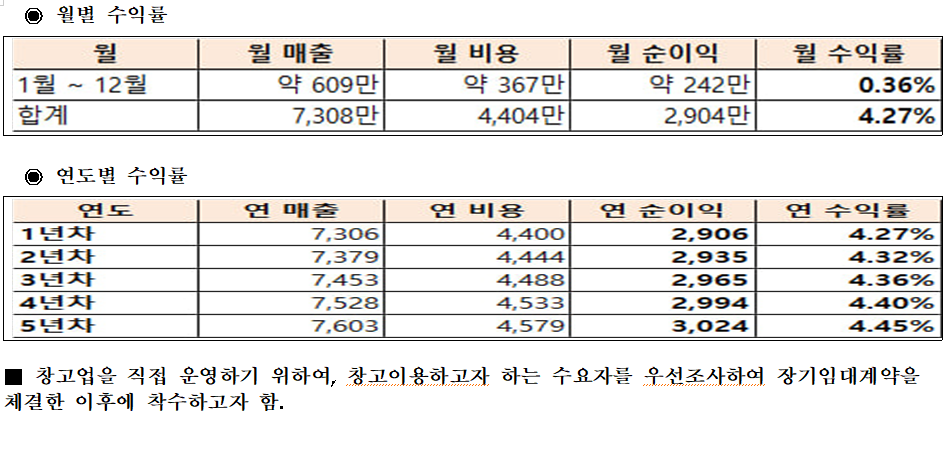 ◉ 월별 수익률
월 월 매출 월 비용 월 순이익 월 수익률
1월 ~ 12월 약 609만 약 367만 약 242만 0.36%
합계 7,308만 4,404만 2,904만 4.27%
◉ 연도별 수익률
연도 연 매출 연 비용 연 순이익 연 수익률
1년차 7,306 4,400 2,906 4.27%
2년차 7,379 4,444 2,935 4.32%
3년차 7,453 4,488 2,965 4.36%
4년차 7,528 4,533 2,994 4.40%
5년차 7,603 4,579 3,024 4.45%
■ 창고업을 직접 운영하기 위하여, 창고이용하고자 하는 수요자를 우선조사하여 장기임대계약을
체결한 이후에 착수하고자 함.